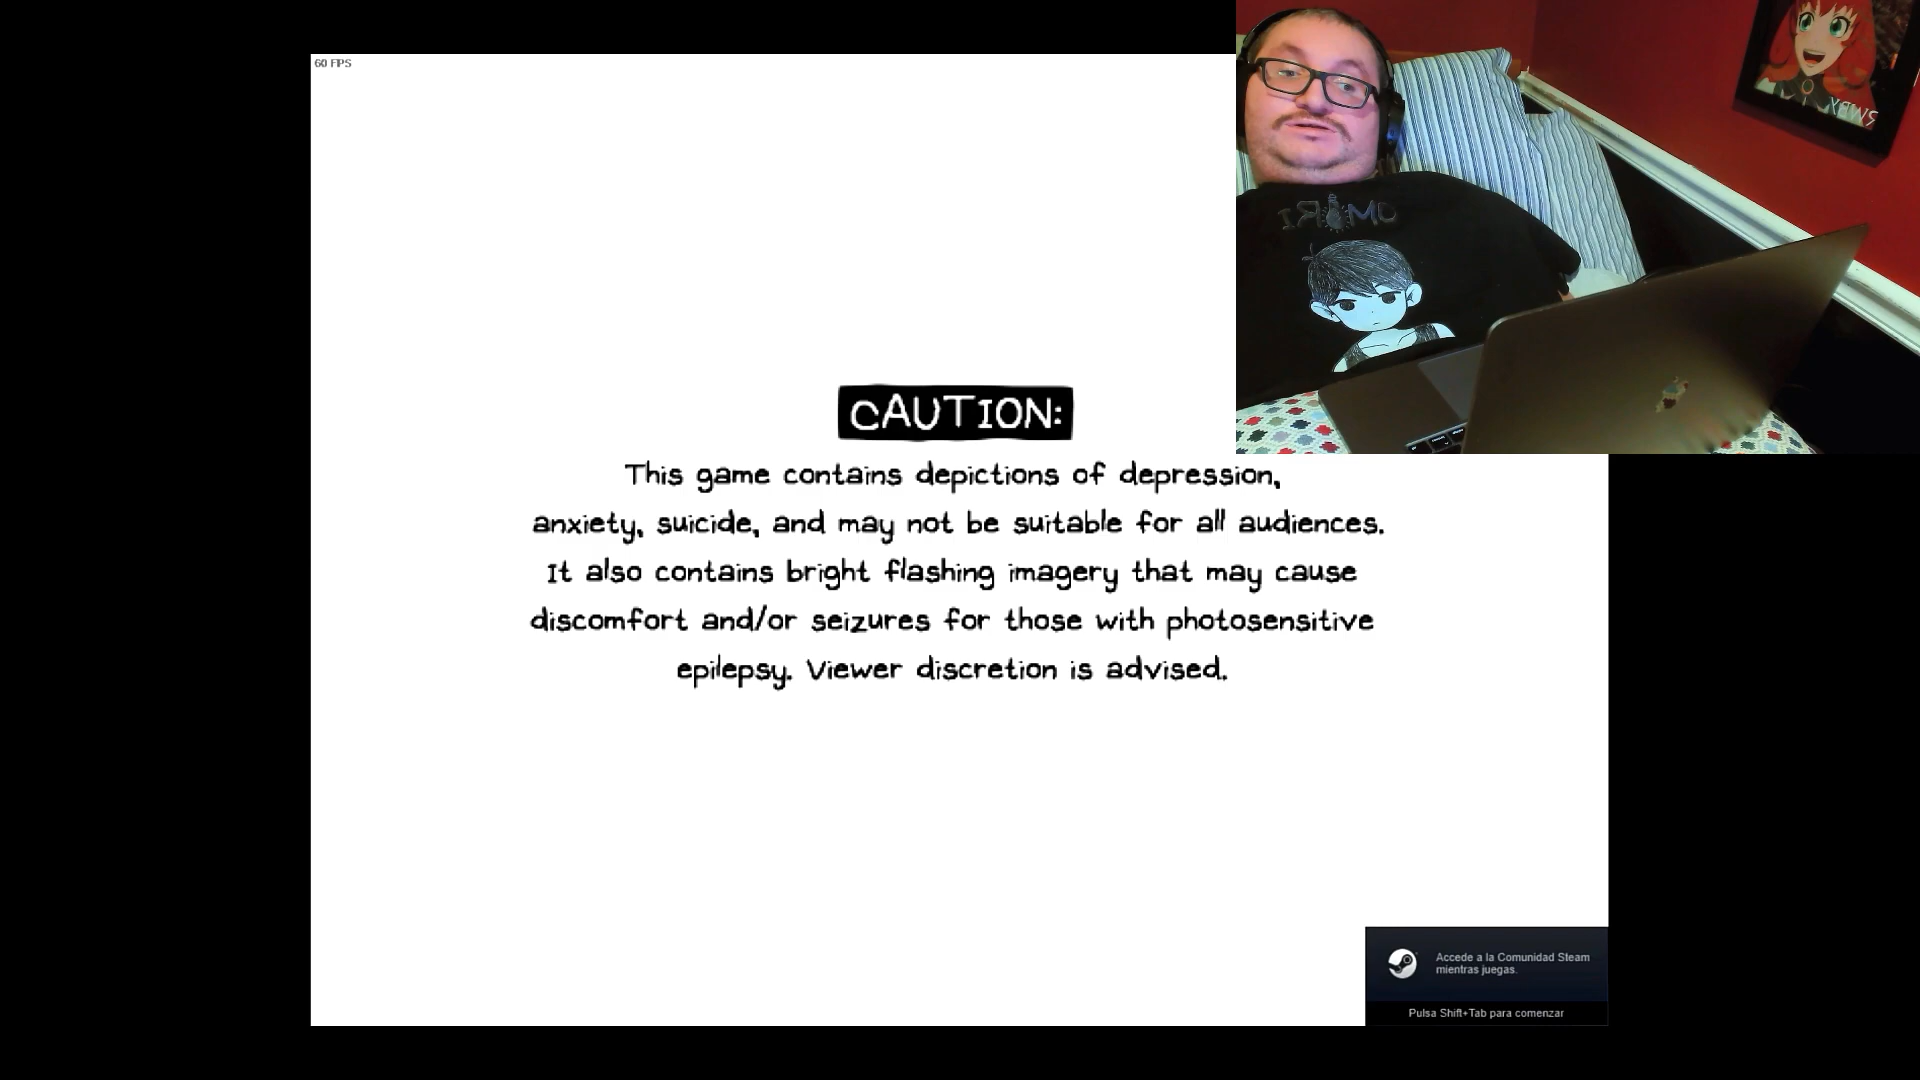 60 FPS
RWBY
OMORI
CAUTION:
This game contains depictions of depression,
anxiety, suicide, and may not be suitable for all audiences.
It also contains bright flashing imagery that may cause
discomfort and/or seizures for those with photosensitive
epilepsy. Viewer discretion is advised.
Accede a la Comunidad Steam
mientras juegas.
Pulsa Shift+Tab para comenzar